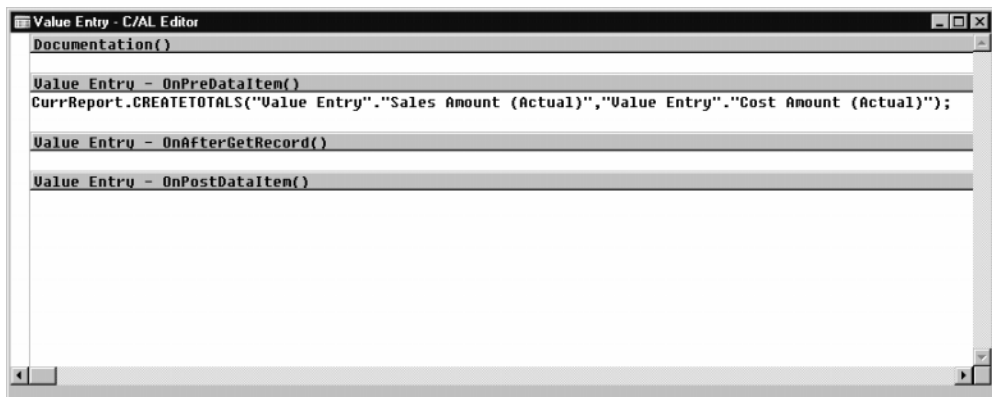 Value Entry - C/AL Editor
Documentation()
Value Entry - OnPreDataItem()
CurrReport.CREATETOTALS("Value Entry"."Sales Amount (Actual)","Value Entry"."Cost Amount (Actual)");
Value Entry - OnAfterGetRecord()
Value Entry - OnPostDataItem()